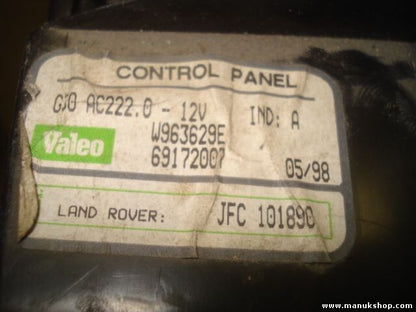 CONTROL PANEL
AC222.0 - 12V IND: A
Valeo W963629E
69172007 05/98
LAND ROVER: JFC 101890
www.manukshop.com